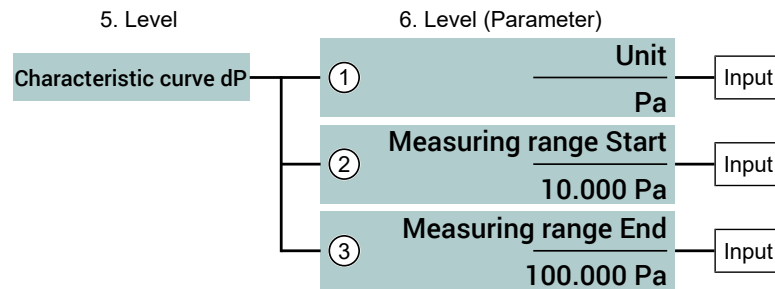 5. Level
6. Level (Parameter)
Characteristic curve dP
1
Unit
Pa
Input
2
Measuring range Start
10.000 Pa
Input
3
Measuring range End
100.000 Pa
Input